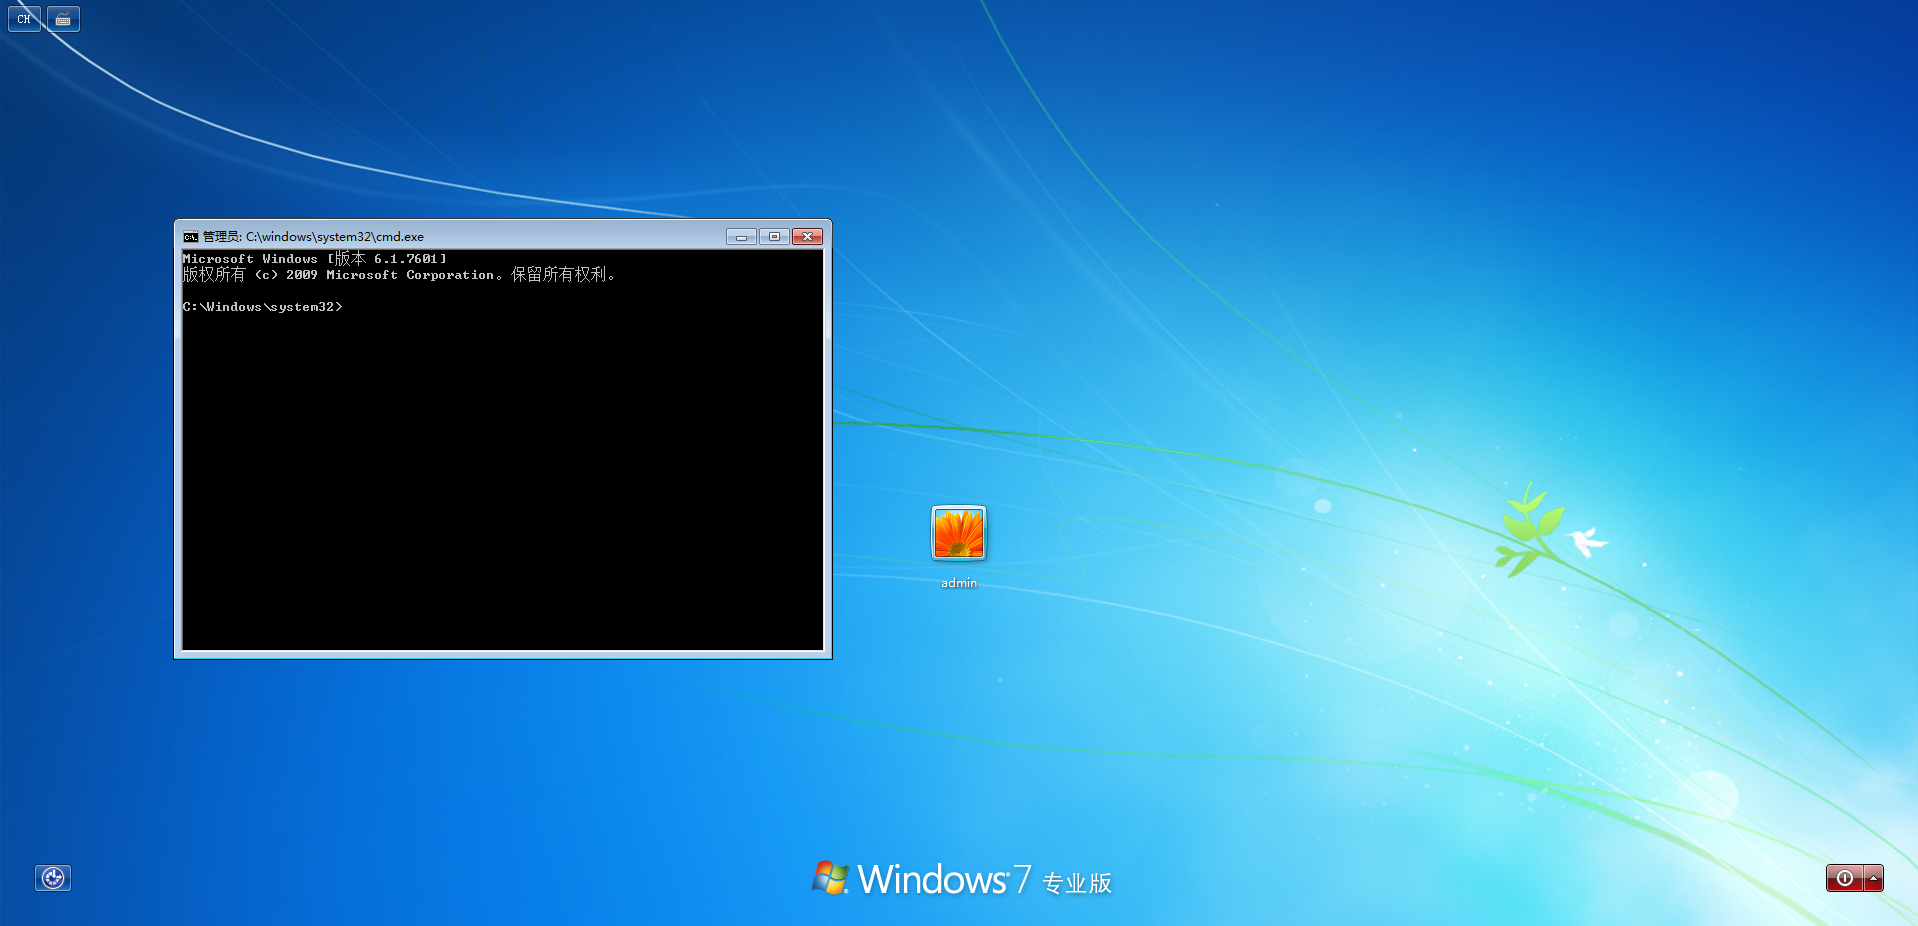 CH
管理员: C:\windows\system32\cmd.exe
Microsoft Windows [版本 6.1.7601]
版权所有 (c) 2009 Microsoft Corporation。保留所有权利。
C:\Windows\system32>
admin
Windows 7 专业版